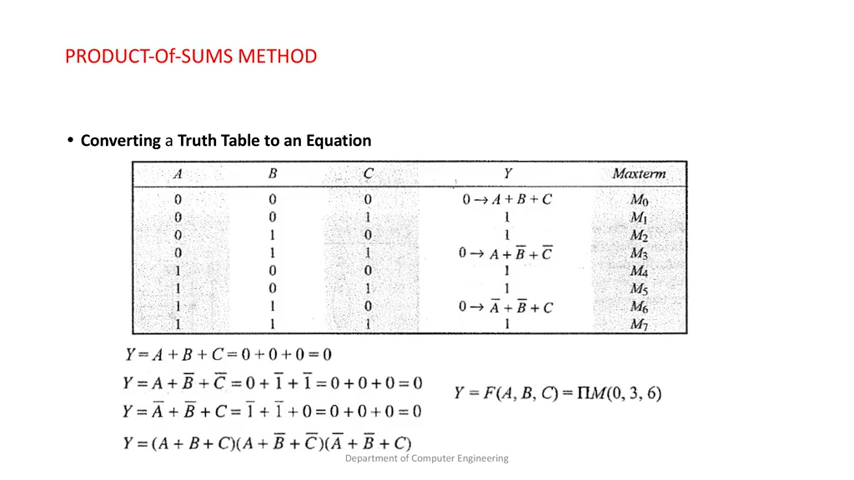 PRODUCT-Of-SUMS METHOD
• Converting a Truth Table to an Equation
A B C Y Maxterm
0 0 0 0 → A + B + C M₀
0 0 1 1 M₁
0 1 0 1 M₂
0 1 1 0 → A + B̅ + C̅ M₃
1 0 0 1 M₄
1 0 1 1 M₅
1 1 0 0 → A̅ + B̅ + C M₆
1 1 1 1 M₇
Y = A + B + C = 0 + 0 + 0 = 0
Y = A + B̅ + C̅ = 0 + 1̅ + 1̅ = 0 + 0 + 0 = 0
Y = F(A, B, C) = ΠM(0, 3, 6)
Y = A̅ + B̅ + C = 1̅ + 1̅ + 0 = 0 + 0 + 0 = 0
Y = (A + B + C)(A + B̅ + C̅)(A̅ + B̅ + C)
Department of Computer Engineering